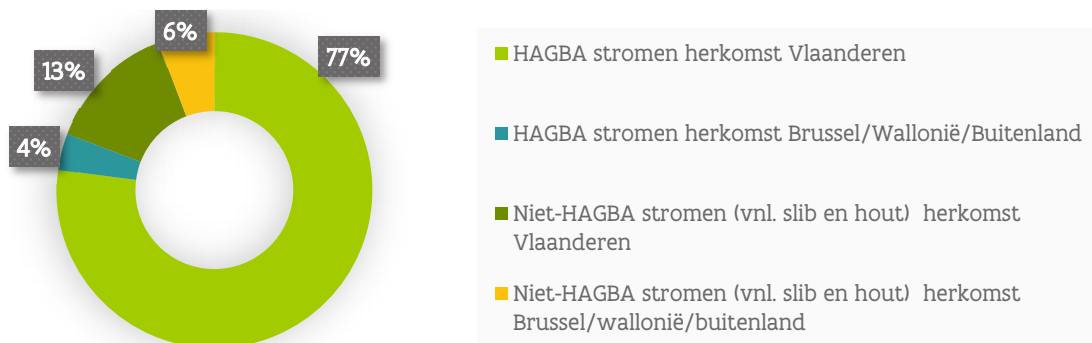 6%
77%
13%
4%
HAGBA stromen herkomst Vlaanderen
HAGBA stromen herkomst Brussel/Wallonië/Buitenland
Niet-HAGBA stromen (vnl. slib en hout) herkomst
Vlaanderen
Niet-HAGBA stromen (vnl. slib en hout) herkomst
Brussel/wallonië/buitenland